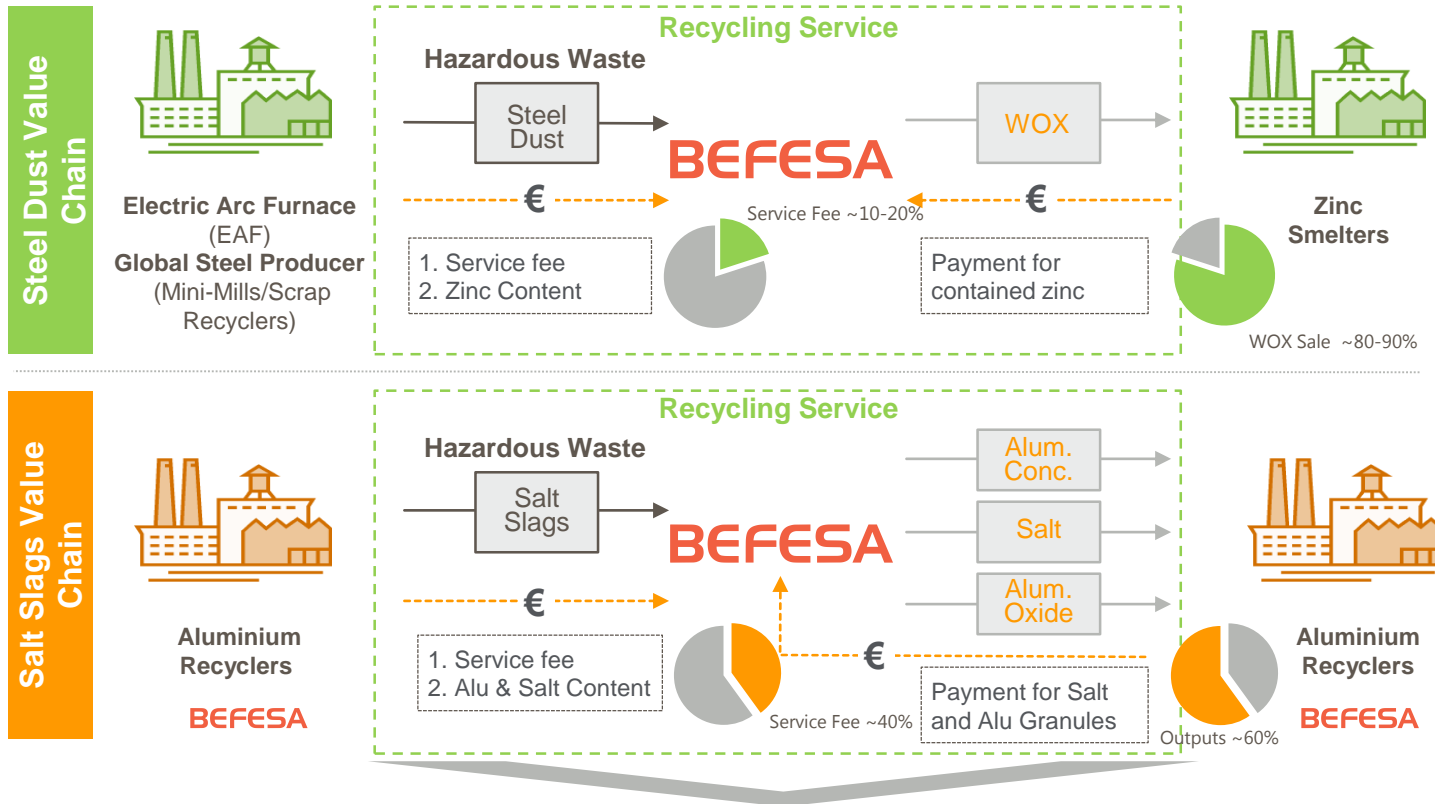 Steel Dust Value
Chain
Recycling Service
Hazardous Waste
Steel
Dust
WOX
BEFESA
€
€
Service Fee ~10-20%
Electric Arc Furnace
(EAF)
Global Steel Producer
(Mini-Mills/Scrap
Recyclers)
1. Service fee
2. Zinc Content
Payment for
contained zinc
Zinc
Smelters
WOX Sale ~80-90%
Salt Slags Value
Chain
Recycling Service
Hazardous Waste
Salt
Slags
BEFESA
Alum.
Conc.
Salt
Alum.
Oxide
€
€
Aluminium
Recyclers
BEFESA
1. Service fee
2. Alu & Salt Content
Service Fee ~40%
Payment for Salt
and Alu Granules
Outputs ~60%
Aluminium
Recyclers
BEFESA